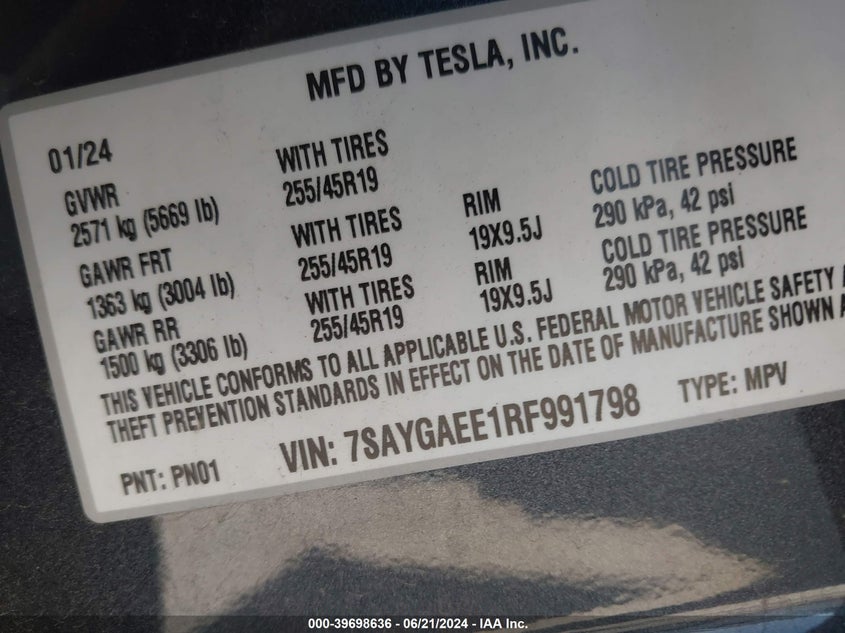 MFD BY TESLA, INC.
01/24
GVWR
2571 kg (5669 lb)
WITH TIRES
255/45R19
GAWR FRT
1363 kg (3004 lb)
WITH TIRES
255/45R19
RIM
19X9.5J
COLD TIRE PRESSURE
290 kPa, 42 psi
GAWR RR
1500 kg (3306 lb)
WITH TIRES
255/45R19
RIM
19X9.5J
COLD TIRE PRESSURE
290 kPa, 42 psi
THIS VEHICLE CONFORMS TO ALL APPLICABLE U.S. FEDERAL MOTOR VEHICLE SAFETY
THEFT PREVENTION STANDARDS IN EFFECT ON THE DATE OF MANUFACTURE SHOWN
PNT: PN01
VIN: 7SAYGAEE1RF991798
TYPE: MPV
000-39698636 - 06/21/2024 - IAA Inc.